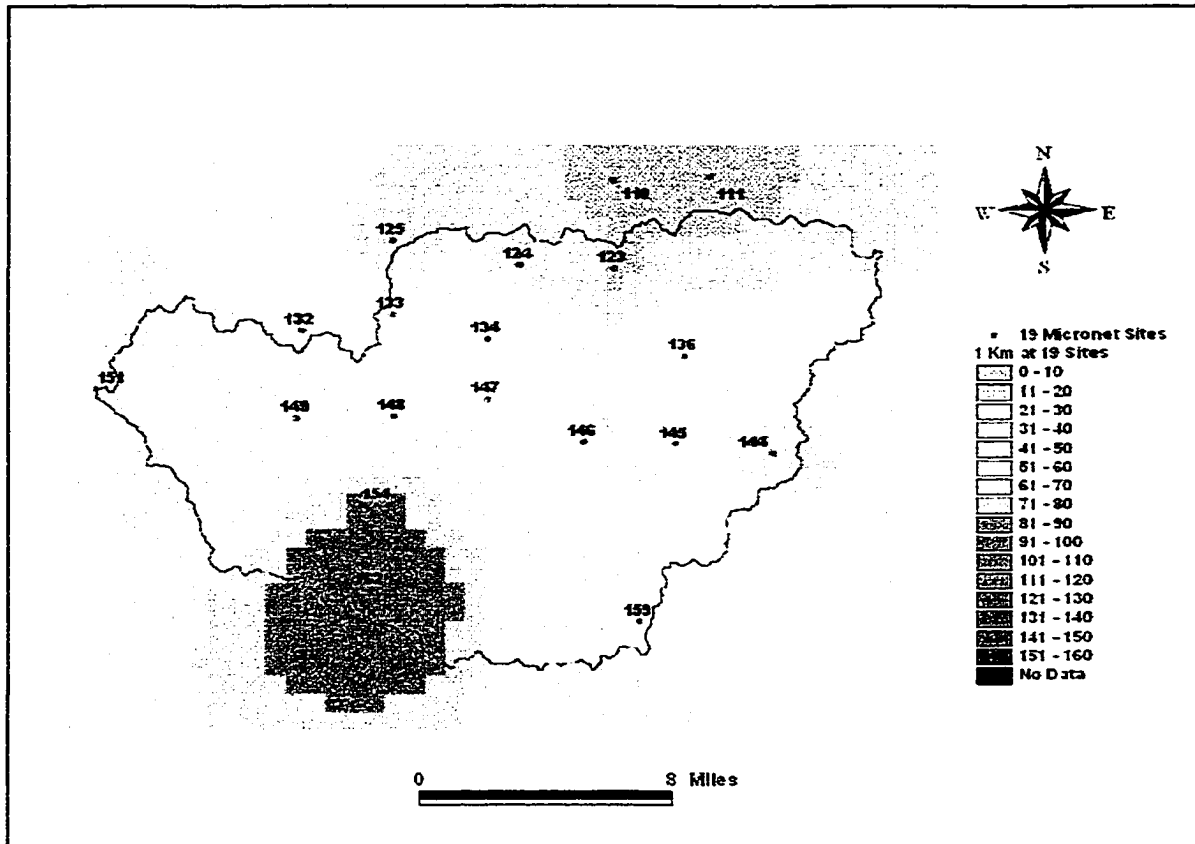 N
110
111
W E
125
124
123
S
133
132
134
19 Micronet Sites
136
1 Km at 19 Sites
0 - 10
151
11 - 20
147
21 - 30
149
148
31 - 40
146
145
144
41 - 50
51 - 60
61 - 70
71 - 80
154
81 - 90
91 - 100
101 - 110
111 - 120
121 - 130
153
131 - 140
141 - 150
151 - 160
No Data
0 8 Miles